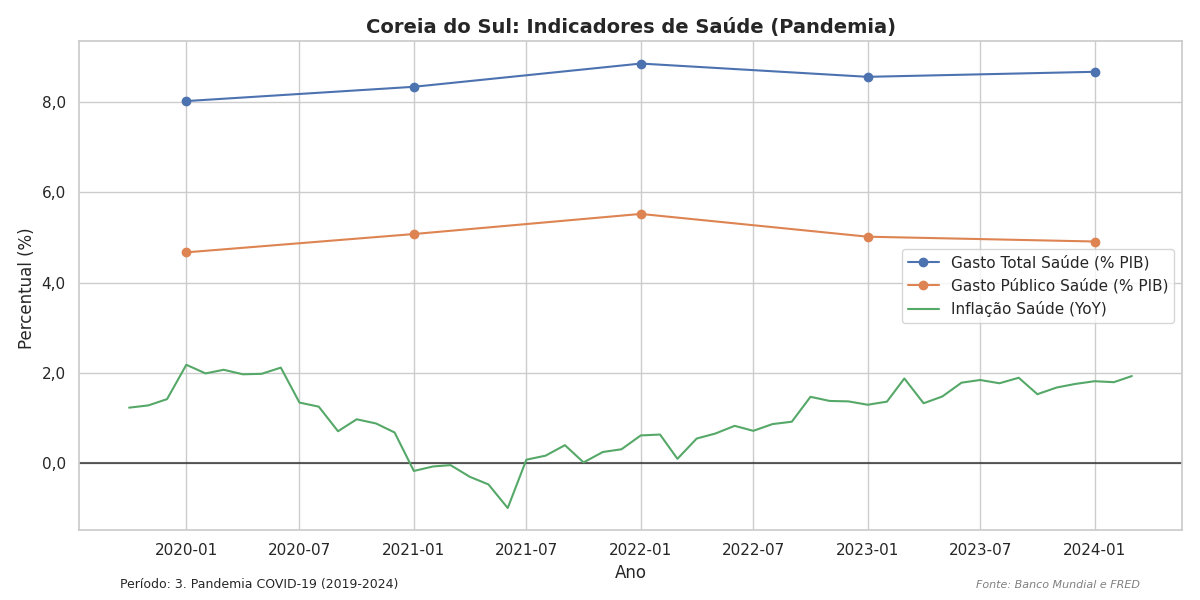 Coreia do Sul: Indicadores de Saúde (Pandemia)
8,0
6,0
4,0
2,0
0,0
Percentual (%)
Gasto Total Saúde (% PIB)
Gasto Público Saúde (% PIB)
Inflação Saúde (YoY)
2020-01 2020-07 2021-01 2021-07 2022-01 2022-07 2023-01 2023-07 2024-01
Ano
Período: 3. Pandemia COVID-19 (2019-2024)
Fonte: Banco Mundial e FRED